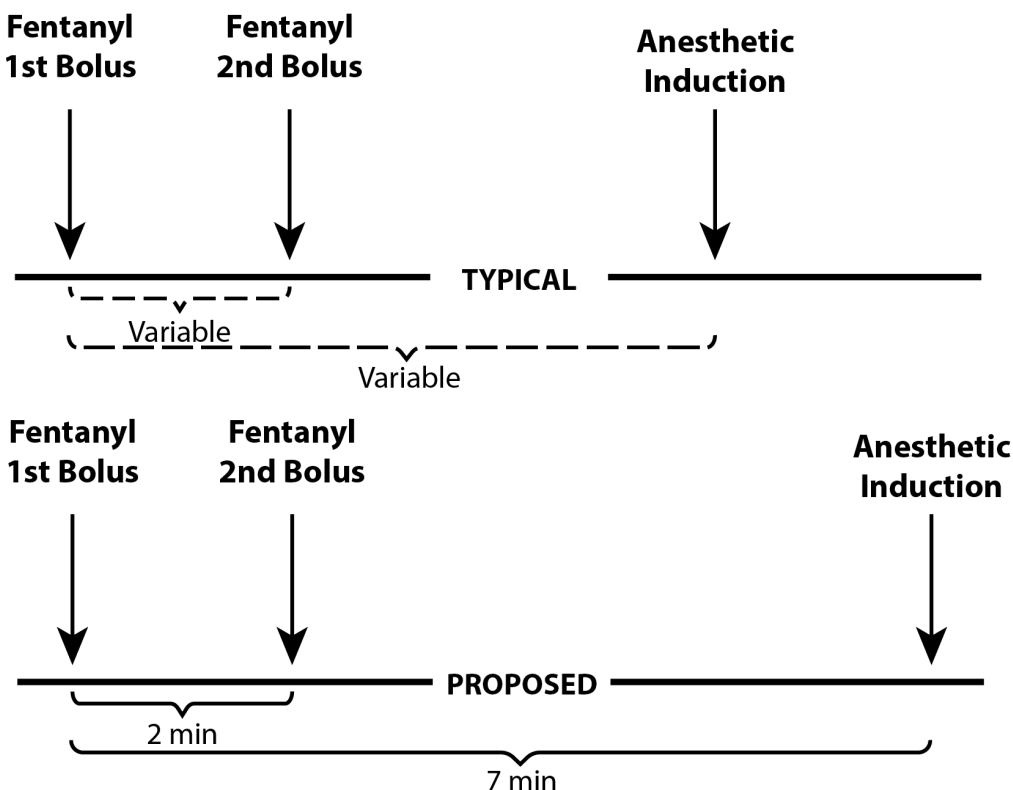 Fentanyl
1st Bolus
Fentanyl
2nd Bolus
Anesthetic
Induction
TYPICAL
Variable
Variable
Fentanyl
1st Bolus
Fentanyl
2nd Bolus
Anesthetic
Induction
PROPOSED
2 min
7 min